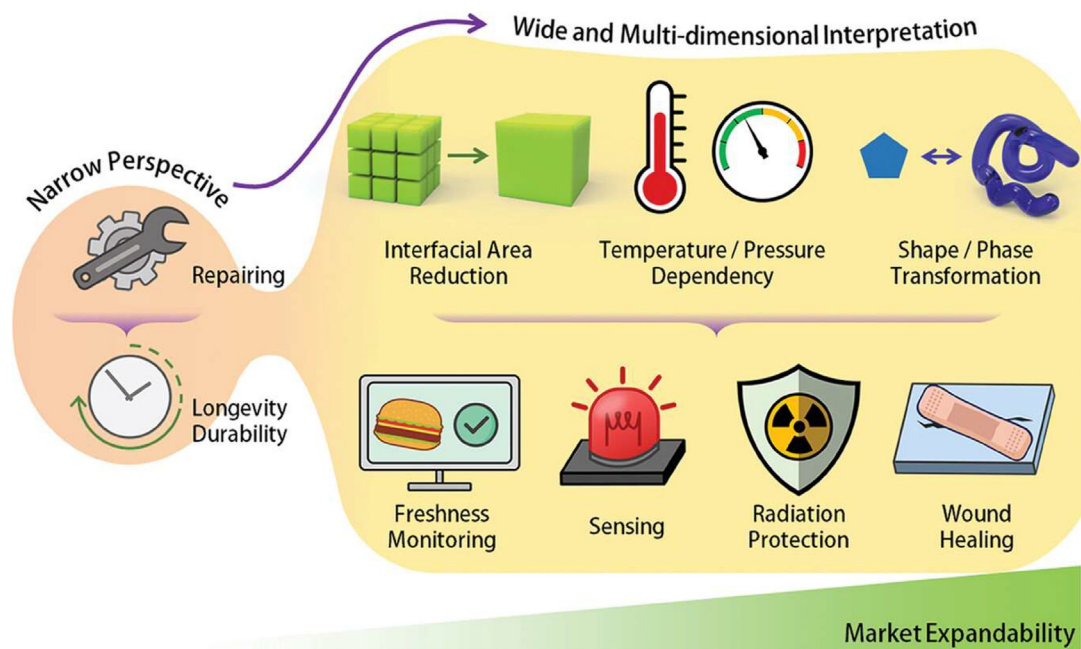 Wide and Multi-dimensional Interpretation
Narrow Perspective
Repairing
Longevity
Durability
Interfacial Area
Reduction
Temperature / Pressure
Dependency
Shape / Phase
Transformation
Freshness
Monitoring
Sensing
Radiation
Protection
Wound
Healing
Market Expandability